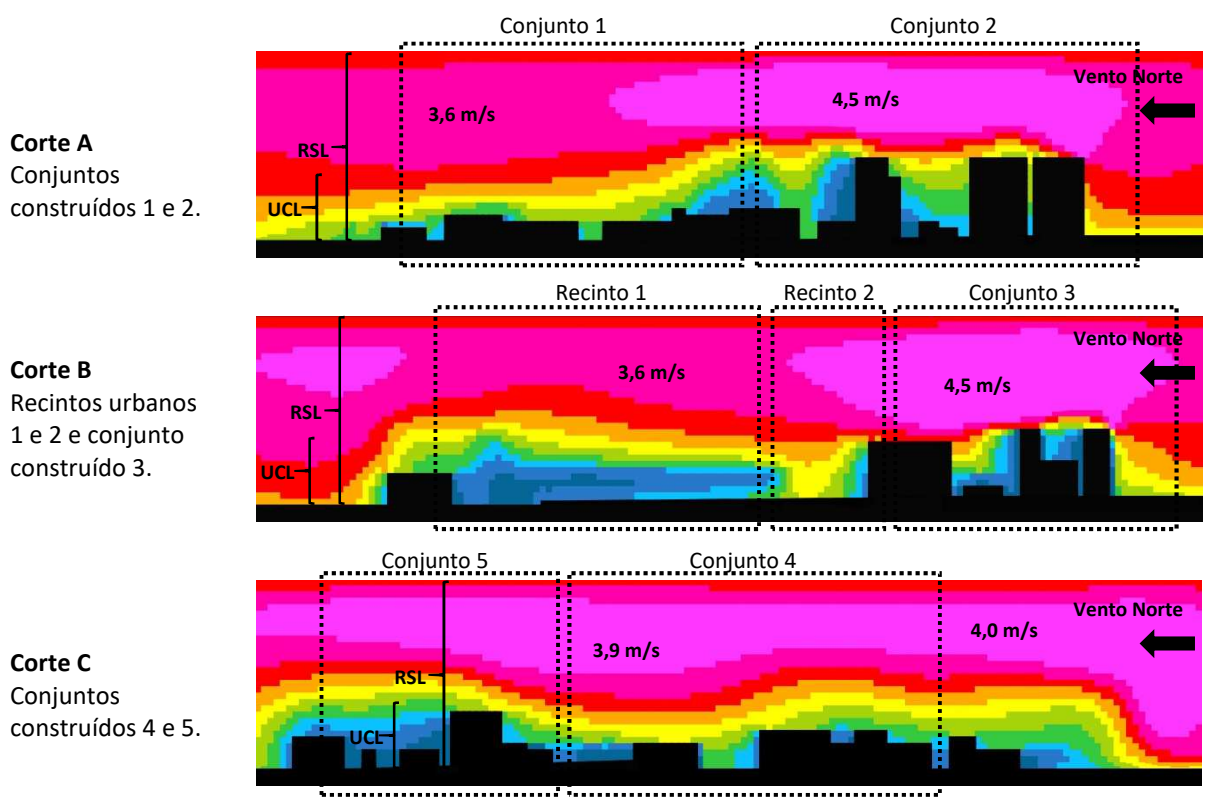 Conjunto 1
Conjunto 2
Corte A
Conjuntos
construídos 1 e 2.
Vento Norte
3,6 m/s
4,5 m/s
RSL
UCL
Recinto 1
Recinto 2
Conjunto 3
Corte B
Recintos urbanos
1 e 2 e conjunto
construído 3.
Vento Norte
3,6 m/s
4,5 m/s
RSL
UCL
Conjunto 5
Conjunto 4
Corte C
Conjuntos
construídos 4 e 5.
Vento Norte
4,0 m/s
3,9 m/s
RSL
UCL